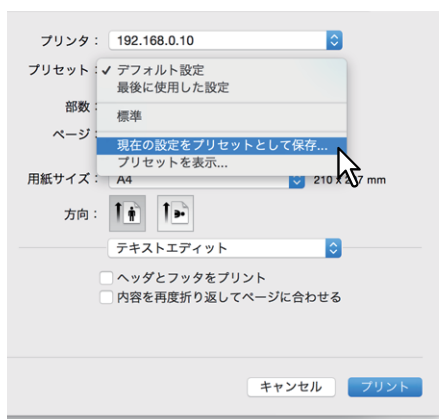 プリンタ： 192.168.0.10
プリセット： ✓ デフォルト設定
最後に使用した設定
部数：
標準
ページ：
現在の設定をプリセットとして保存...
プリセットを表示...
用紙サイズ： A4 210 x 297 mm
方向：
テキストエディット
ヘッダとフッタをプリント
内容を再度折り返してページに合わせる
キャンセル プリント